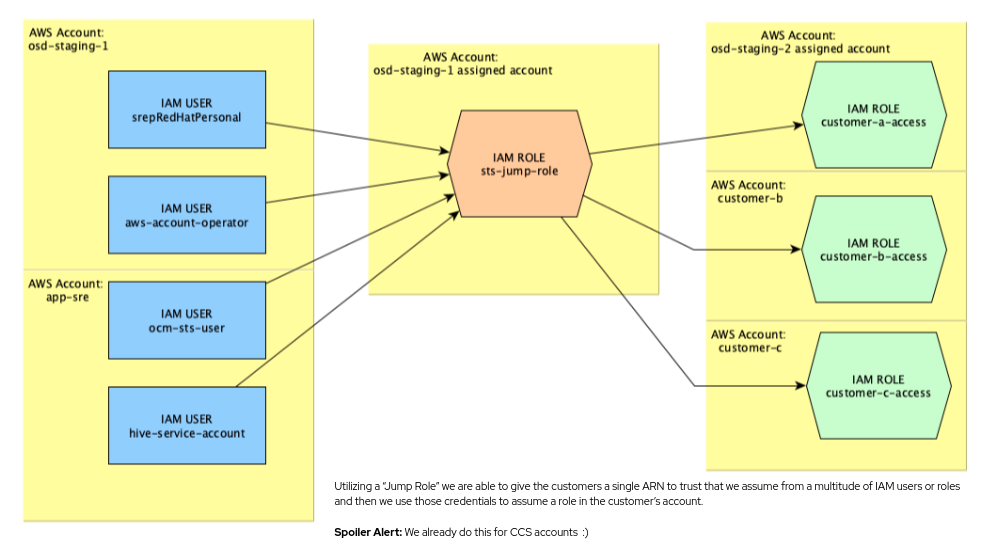 AWS Account:
osd-staging-1
IAM USER
srepRedHatPersonal
IAM USER
aws-account-operator
AWS Account:
app-sre
IAM USER
ocm-sts-user
IAM USER
hive-service-account
AWS Account:
osd-staging-1 assigned account
IAM ROLE
sts-jump-role
AWS Account:
osd-staging-2 assigned account
IAM ROLE
customer-a-access
AWS Account:
customer-b
IAM ROLE
customer-b-access
AWS Account:
customer-c
IAM ROLE
customer-c-access
Utilizing a “Jump Role” we are able to give the customers a single ARN to trust that we assume from a multitude of IAM users or roles
and then we use those credentials to assume a role in the customer’s account.
Spoiler Alert: We already do this for CCS accounts :)